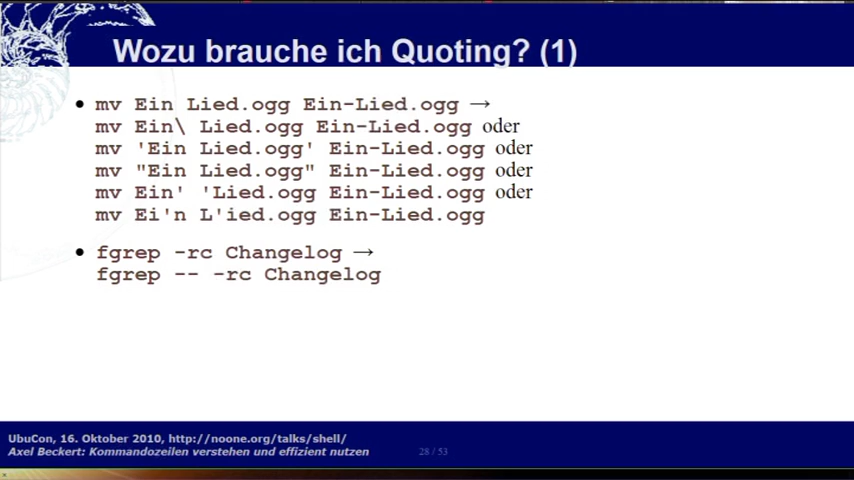 Wozu brauche ich Quoting? (1)
• mv Ein Lied.ogg Ein-Lied.ogg →
mv Ein\ Lied.ogg Ein-Lied.ogg oder
mv 'Ein Lied.ogg' Ein-Lied.ogg oder
mv "Ein Lied.ogg" Ein-Lied.ogg oder
mv Ein' 'Lied.ogg Ein-Lied.ogg oder
mv Ei'n L'ied.ogg Ein-Lied.ogg
• fgrep -rc Changelog →
fgrep -- -rc Changelog
UbuCon, 16. Oktober 2010, http://noone.org/talks/shell/
Axel Beckert: Kommandozeilen verstehen und effizient nutzen
28 / 53